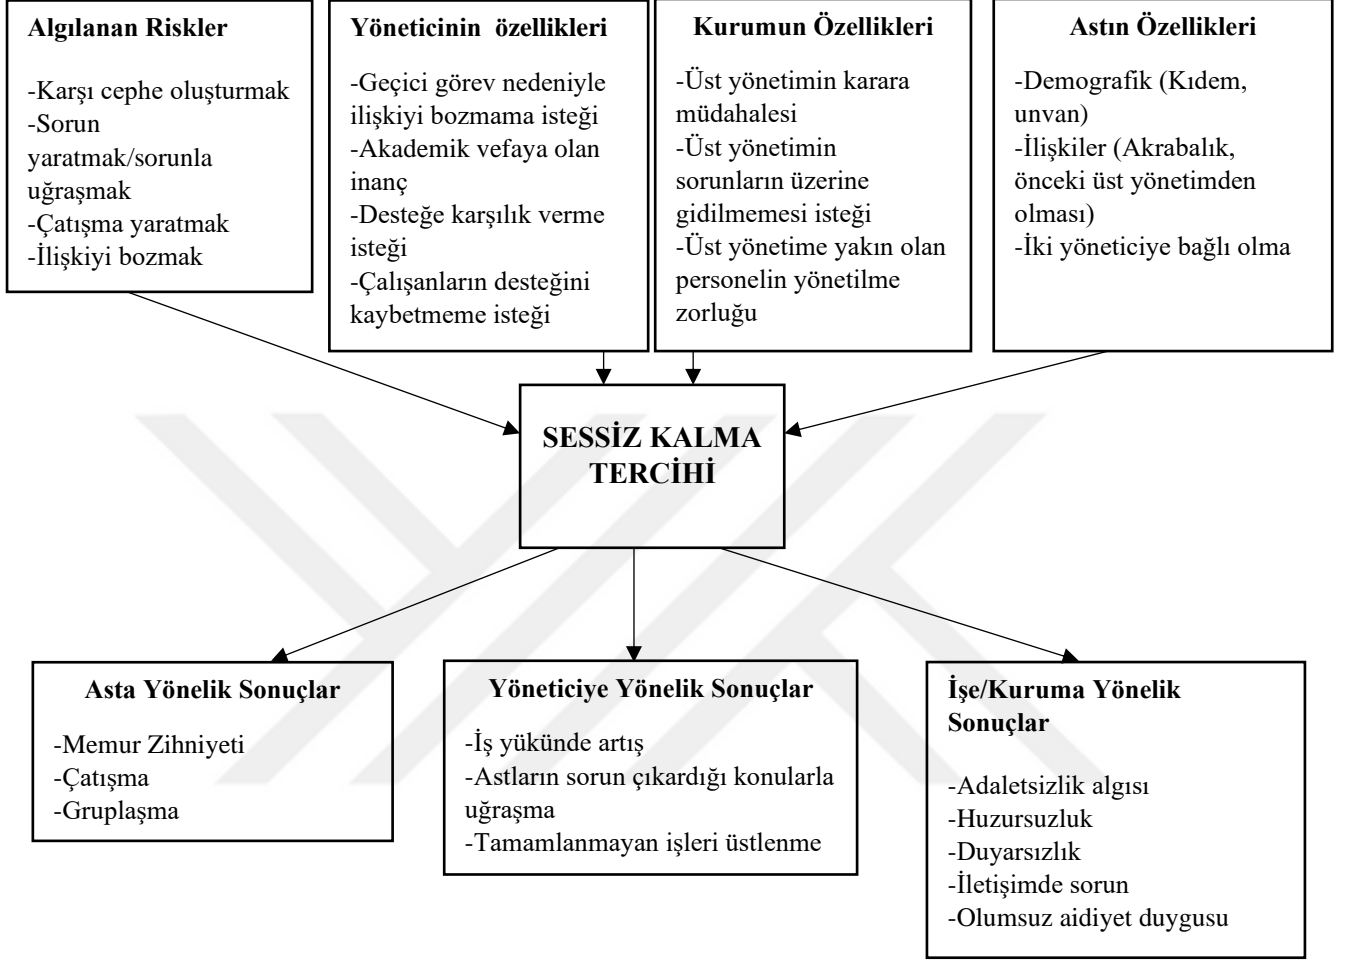 Algılanan Riskler
-Karşı cephe oluşturmak
-Sorun
yaratmak/sorunla
uğraşmak
-Çatışma yaratmak
-İlişkiyi bozmak
Yöneticinin özellikleri
-Geçici görev nedeniyle
ilişkiyi bozmama isteği
-Akademik vefaya olan
inanç
-Desteğe karşılık verme
isteği
-Çalışanların desteğini
kaybetmeme isteği
Kurumun Özellikleri
-Üst yönetimin karara
müdahalesi
-Üst yönetimin
sorunların üzerine
gidilmemesi isteği
-Üst yönetime yakın olan
personelin yönetilme
zorluğu
Astın Özellikleri
-Demografik (Kıdem,
unvan)
-İlişkiler (Akrabalık,
önceki üst yönetimden
olması)
-İki yöneticiye bağlı olma
SESSİZ KALMA
TERCİHİ
Asta Yönelik Sonuçlar
-Memur Zihniyeti
-Çatışma
-Gruplaşma
Yöneticiye Yönelik Sonuçlar
-İş yükünde artış
-Astların sorun çıkardığı konularla
uğraşma
-Tamamlanmayan işleri üstlenme
İşe/Kuruma Yönelik
Sonuçlar
-Adaletsizlik algısı
-Huzursuzluk
-Duyarsızlık
-İletişimde sorun
-Olumsuz aidiyet duygusu